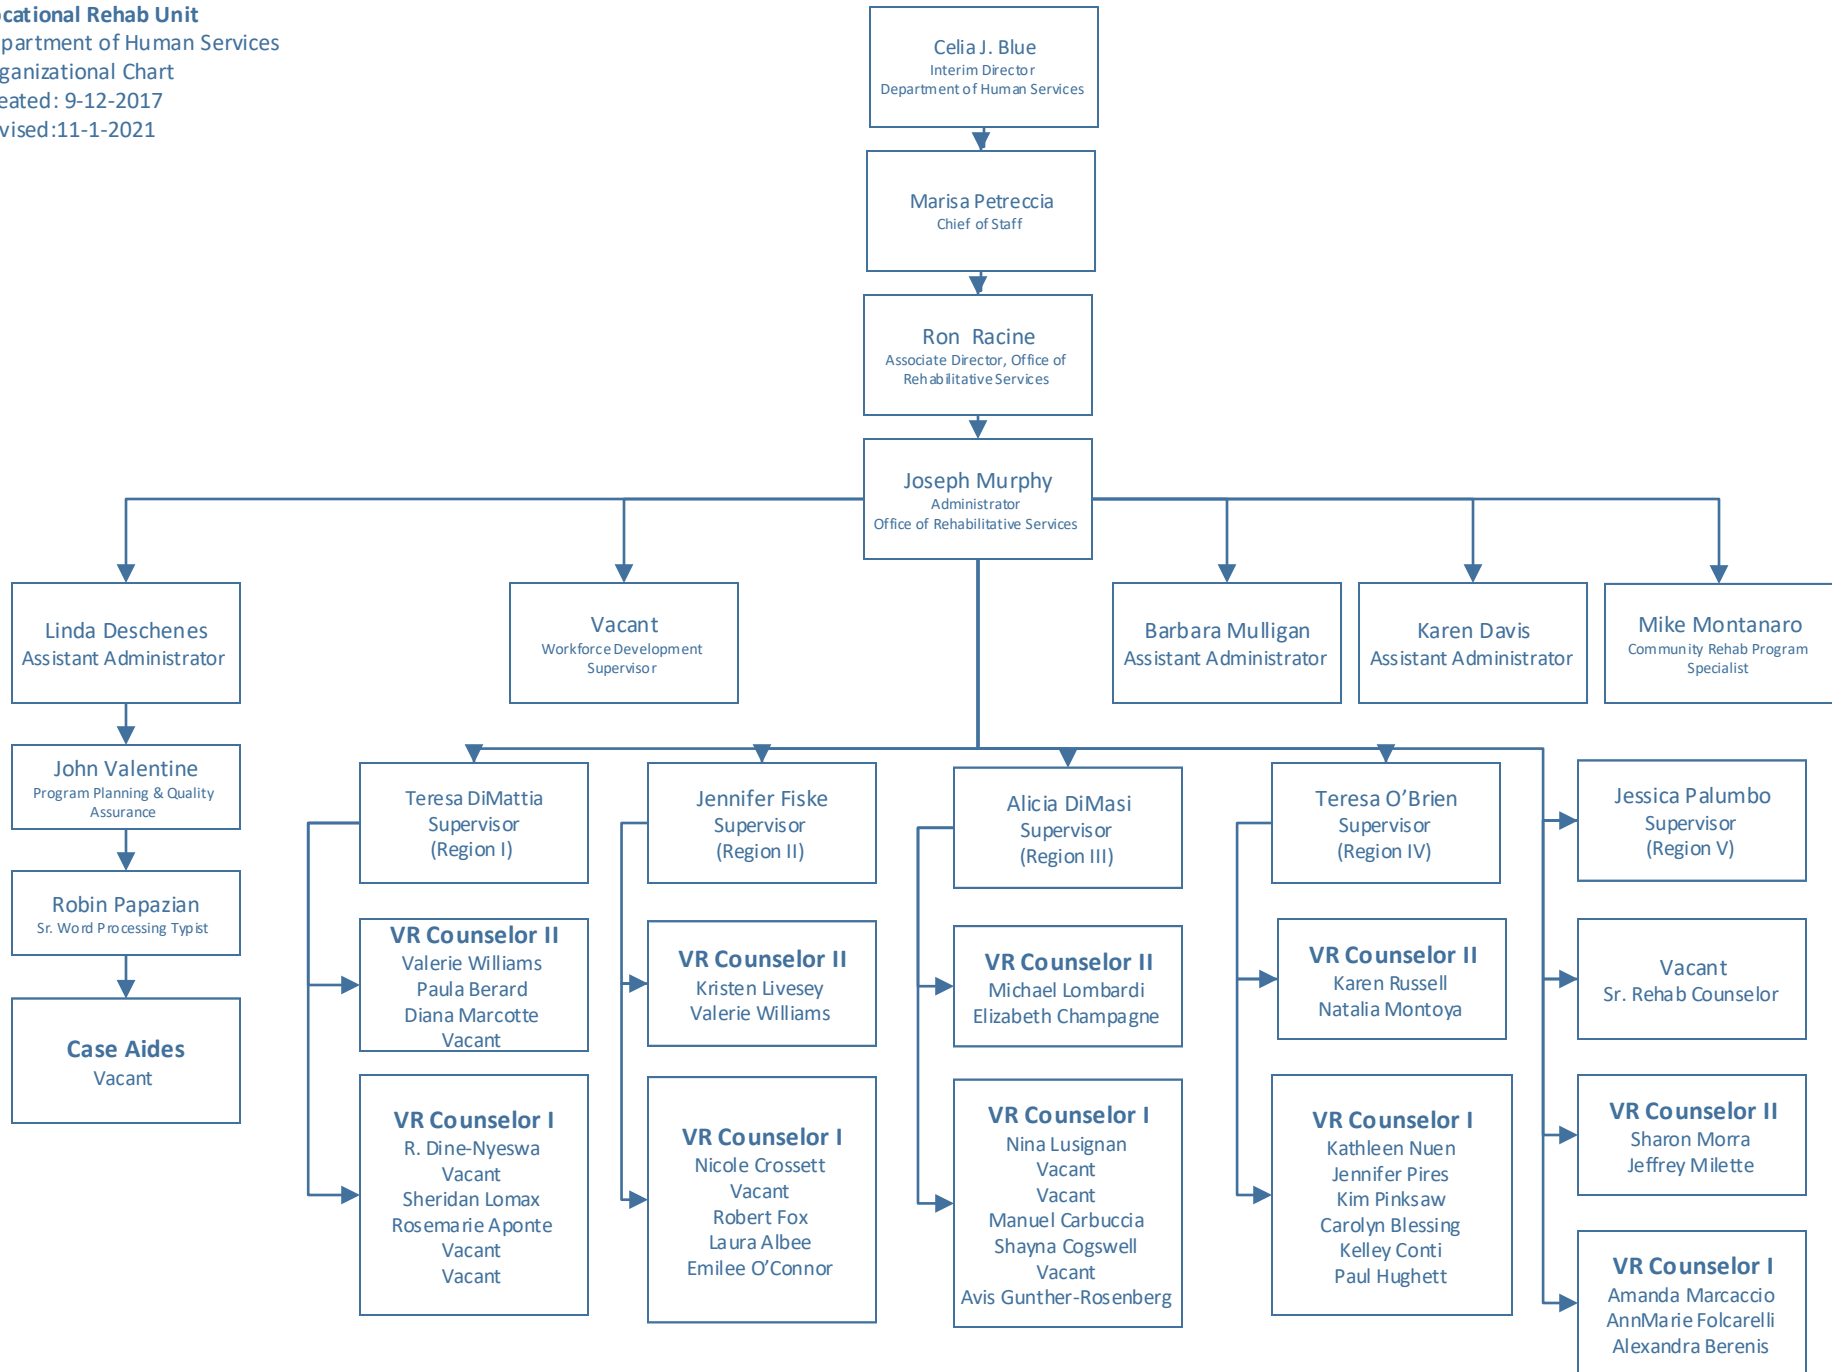 ocational Rehab Unit
partment of Human Services
ganizational Chart
eated: 9-12-2017
vised:11-1-2021
Celia J. Blue
Interim Director
Department of Human Services
Marisa Petreccia
Chief of Staff
Ron Racine
Associate Director, Office of
Rehabilitative Services
Joseph Murphy
Administrator
Office of Rehabilitative Services
Linda Deschenes
Assistant Administrator
Vacant
Workforce Development
Supervisor
Barbara Mulligan
Assistant Administrator
Karen Davis
Assistant Administrator
Mike Montanaro
Community Rehab Program
Specialist
John Valentine
Program Planning & Quality
Assurance
Robin Papazian
Sr. Word Processing Typist
Case Aides
Vacant
Teresa DiMattia
Supervisor
(Region I)
VR Counselor II
Valerie Williams
Paula Berard
Diana Marcotte
Vacant
VR Counselor I
R. Dine-Nyeswa
Vacant
Sheridan Lomax
Rosemarie Aponte
Vacant
Vacant
Jennifer Fiske
Supervisor
(Region II)
VR Counselor II
Kristen Livesey
Valerie Williams
VR Counselor I
Nicole Crossett
Vacant
Robert Fox
Laura Albee
Emilee O’Connor
Alicia DiMasi
Supervisor
(Region III)
VR Counselor II
Michael Lombardi
Elizabeth Champagne
VR Counselor I
Nina Lusignan
Vacant
Vacant
Manuel Carbuccia
Shayna Cogswell
Vacant
Avis Gunther-Rosenberg
Teresa O’Brien
Supervisor
(Region IV)
VR Counselor II
Karen Russell
Natalia Montoya
VR Counselor I
Kathleen Nuen
Jennifer Pires
Kim Pinksaw
Carolyn Blessing
Kelley Conti
Paul Hughett
Jessica Palumbo
Supervisor
(Region V)
Vacant
Sr. Rehab Counselor
VR Counselor II
Sharon Morra
Jeffrey Milette
VR Counselor I
Amanda Marcaccio
AnnMarie Folcarelli
Alexandra Berenis